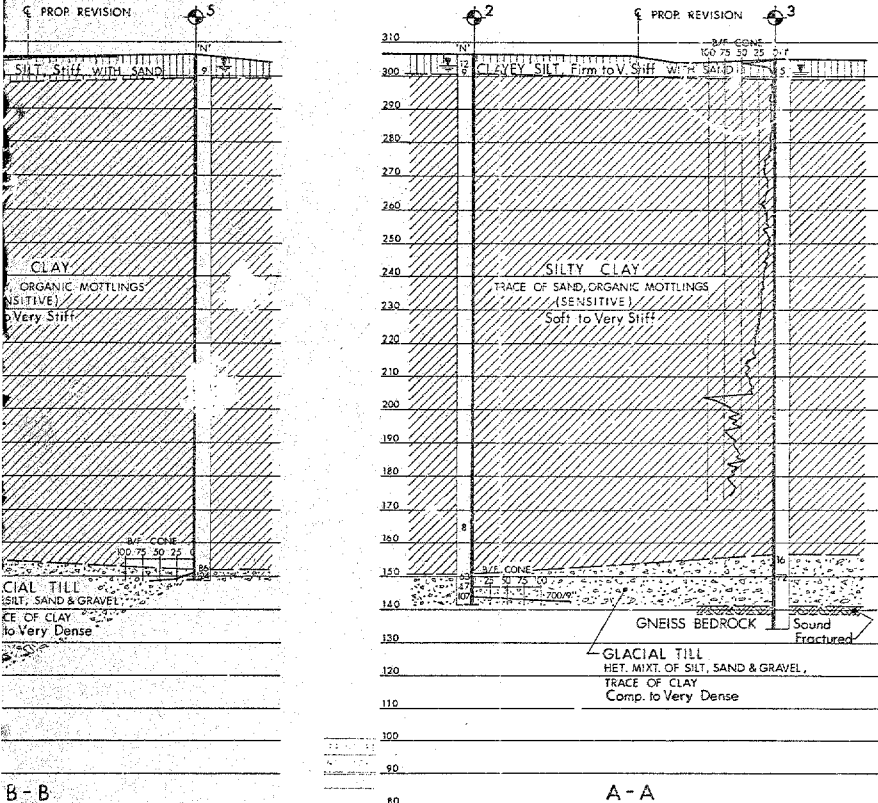 ℄ PROP. REVISION
5
SILT, Stiff WITH SAND
9
CLAY
, ORGANIC MOTTLINGS
NSITIVE)
o Very Stiff
B/F CONE
100 75 50 25 0
86
CIAL TILL
SILT, SAND & GRAVEL,
CE OF CLAY
to Very Dense
B - B
2
℄ PROP. REVISION
3
310
'N'
B/F CONE
100 75 50 25
12
9
CLAYEY SILT, Firm to V. Stiff WITH SAND
5
300
290
280
270
260
250
240
SILTY CLAY
TRACE OF SAND, ORGANIC MOTTLINGS
(SENSITIVE)
Soft to Very Stiff
230
220
210
200
190
180
170
8
160
16
150
B/F CONE
25 50 75 100
107
700/9"
140
GNEISS BEDROCK
Sound
Fractured
130
GLACIAL TILL
HET. MIXT. OF SILT, SAND & GRAVEL,
TRACE OF CLAY
Comp. to Very Dense
120
110
100
90
80
A - A